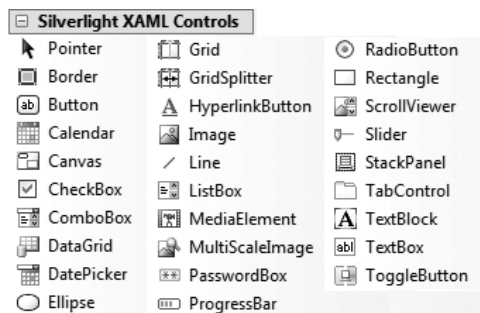 Silverlight XAML Controls
Pointer
Border
Button
Calendar
Canvas
CheckBox
ComboBox
DataGrid
DatePicker
Ellipse
Grid
GridSplitter
HyperlinkButton
Image
Line
ListBox
MediaElement
MultiScaleImage
PasswordBox
ProgressBar
RadioButton
Rectangle
ScrollViewer
Slider
StackPanel
TabControl
TextBlock
TextBox
ToggleButton